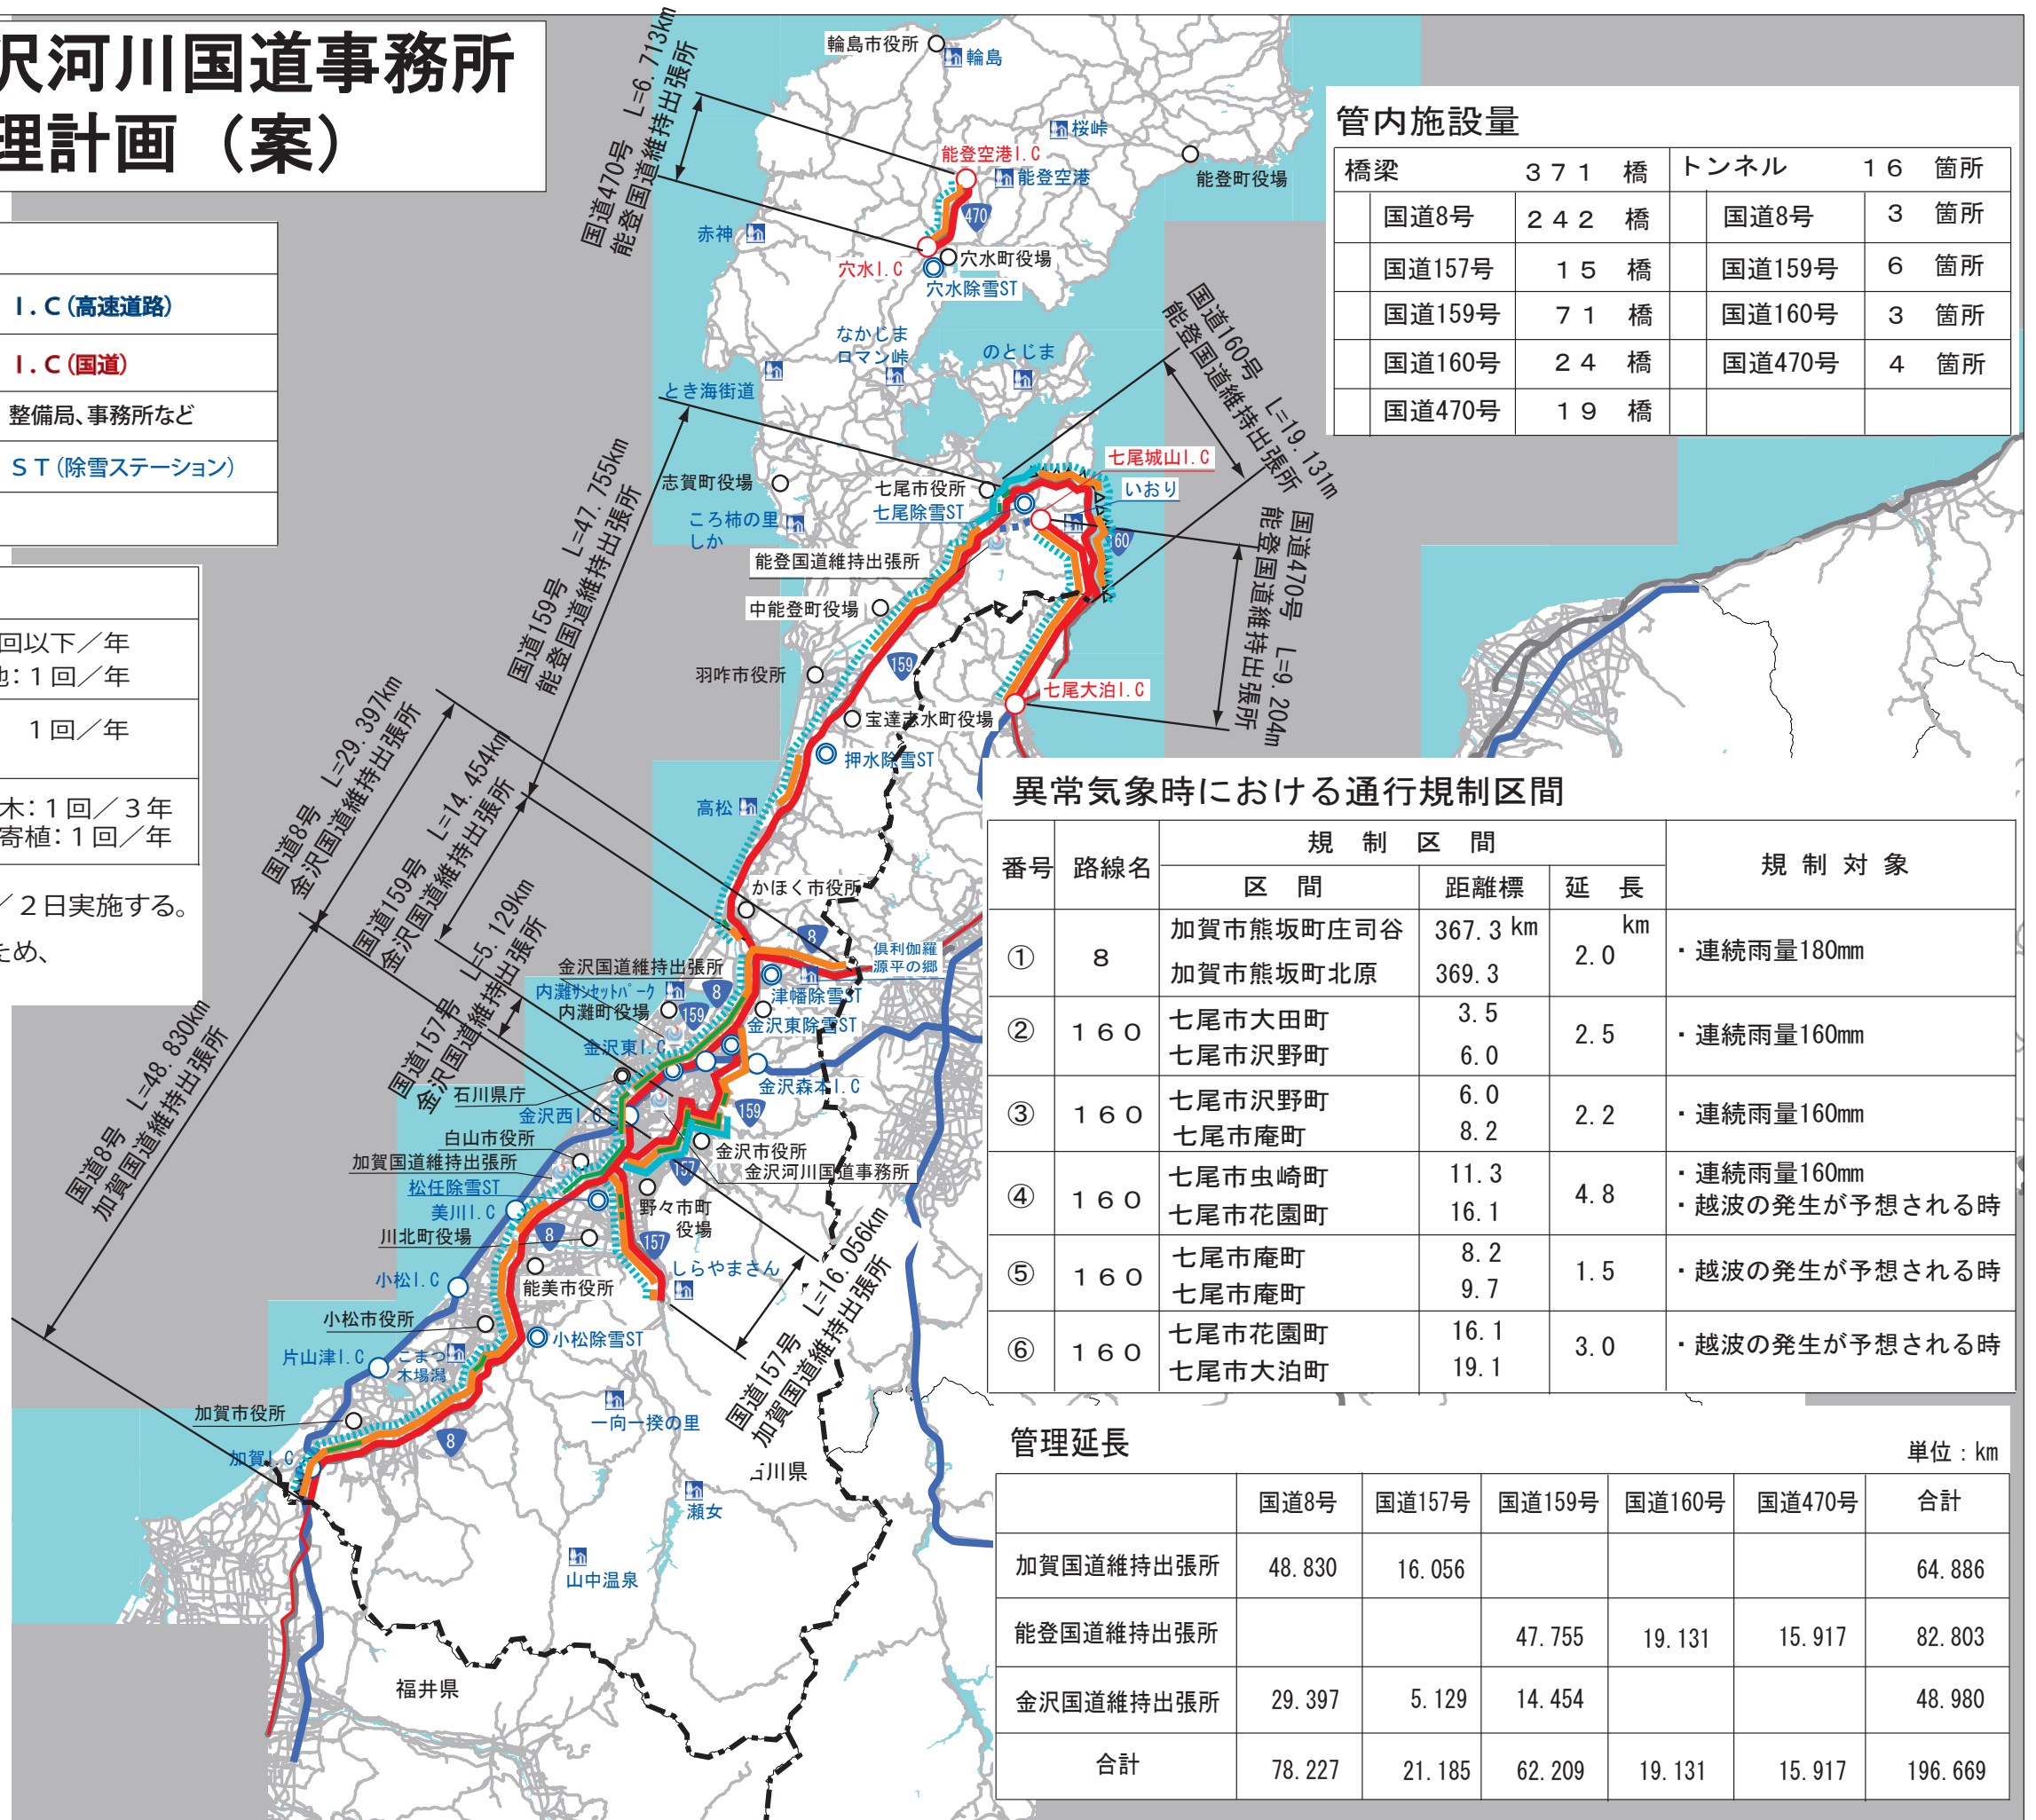 沢河川国道事務所
理計画（案）
I．C（高速道路）
I．C（国道）
整備局、事務所など
ST（除雪ステーション）
回以下／年
他：1回／年
1回／年
木：1回／3年
寄植：1回／年
／2日実施する。
ため、
管内施設量
橋梁 371 橋 トンネル 16 箇所
国道8号 242 橋 国道8号 3 箇所
国道157号 15 橋 国道159号 6 箇所
国道159号 71 橋 国道160号 3 箇所
国道160号 24 橋 国道470号 4 箇所
国道470号 19 橋
国道470号 L=6.713km
能登国道維持出張所
輪島市役所
輪島
桜峠
能登空港I.C
能登空港
能登町役場
470
赤神
穴水I.C
穴水町役場
穴水除雪ST
なかじま
ロマン峠
のとじま
とき海街道
国道160号 L=19.131m
能登国道維持出張所
国道159号 L=47.755km
能登国道維持出張所
七尾城山I.C
いおり
志賀町役場
七尾市役所
七尾除雪ST
ころ柿の里
しか
60
能登国道維持出張所
国道470号 L=9.204m
能登国道維持出張所
中能登町役場
159
羽咋市役所
七尾大泊I.C
宝達志水町役場
押水除雪ST
高松
国道8号 L=29.397km
金沢国道維持出張所
国道159号 L=14.454km
金沢国道維持出張所
国道157号 L=5.129km
金沢国道維持出張所
かほく市役所
8
倶利伽羅
源平の郷
金沢国道維持出張所
内灘サンセットパーク
8
津幡除雪ST
内灘町役場
159
金沢東除雪ST
金沢東I.C
金沢森本I.C
石川県庁
金沢西I.C
159
白山市役所
金沢市役所
加賀国道維持出張所
157
金沢河川国道事務所
松任除雪ST
野々市町
役場
美川I.C
8
川北町役場
157
小松I.C
能美市役所
しらやまさん
国道8号 L=48.830km
加賀国道維持出張所
国道157号 L=16.056km
加賀国道維持出張所
小松市役所
小松除雪ST
片山津I.C
こまつ
木場潟
加賀市役所
8
一向一揆の里
加賀I.C
石川県
瀬女
山中温泉
福井県
異常気象時における通行規制区間
番号 路線名 規制区間 規制対象
区間 距離標 延長
① 8 加賀市熊坂町庄司谷 367.3 km km
加賀市熊坂町北原 369.3 2.0 ・連続雨量180mm
② 160 七尾市大田町 3.5
七尾市沢野町 6.0 2.5 ・連続雨量160mm
③ 160 七尾市沢野町 6.0
七尾市庵町 8.2 2.2 ・連続雨量160mm
④ 160 七尾市虫崎町 11.3 ・連続雨量160mm
七尾市花園町 16.1 4.8 ・越波の発生が予想される時
⑤ 160 七尾市庵町 8.2
七尾市庵町 9.7 1.5 ・越波の発生が予想される時
⑥ 160 七尾市花園町 16.1
七尾市大泊町 19.1 3.0 ・越波の発生が予想される時
管理延長 単位：km
国道8号 国道157号 国道159号 国道160号 国道470号 合計
加賀国道維持出張所 48.830 16.056 64.886
能登国道維持出張所 47.755 19.131 15.917 82.803
金沢国道維持出張所 29.397 5.129 14.454 48.980
合計 78.227 21.185 62.209 19.131 15.917 196.669